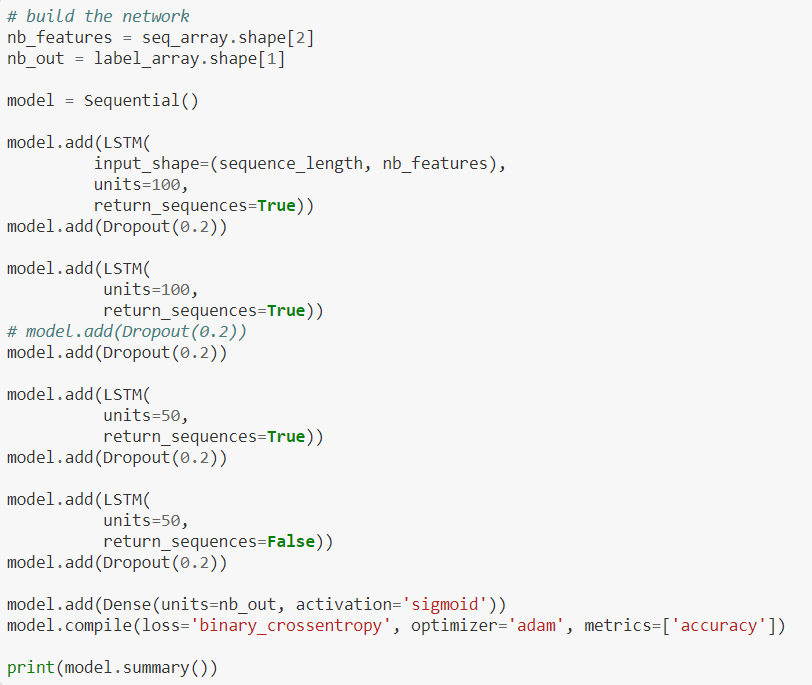 # build the network
nb_features = seq_array.shape[2]
nb_out = label_array.shape[1]

model = Sequential()

model.add(LSTM(
         input_shape=(sequence_length, nb_features),
         units=100,
         return_sequences=True))
model.add(Dropout(0.2))

model.add(LSTM(
          units=100,
          return_sequences=True))
# model.add(Dropout(0.2))
model.add(Dropout(0.2))

model.add(LSTM(
          units=50,
          return_sequences=True))
model.add(Dropout(0.2))

model.add(LSTM(
          units=50,
          return_sequences=False))
model.add(Dropout(0.2))

model.add(Dense(units=nb_out, activation='sigmoid'))
model.compile(loss='binary_crossentropy', optimizer='adam', metrics=['accuracy'])

print(model.summary())